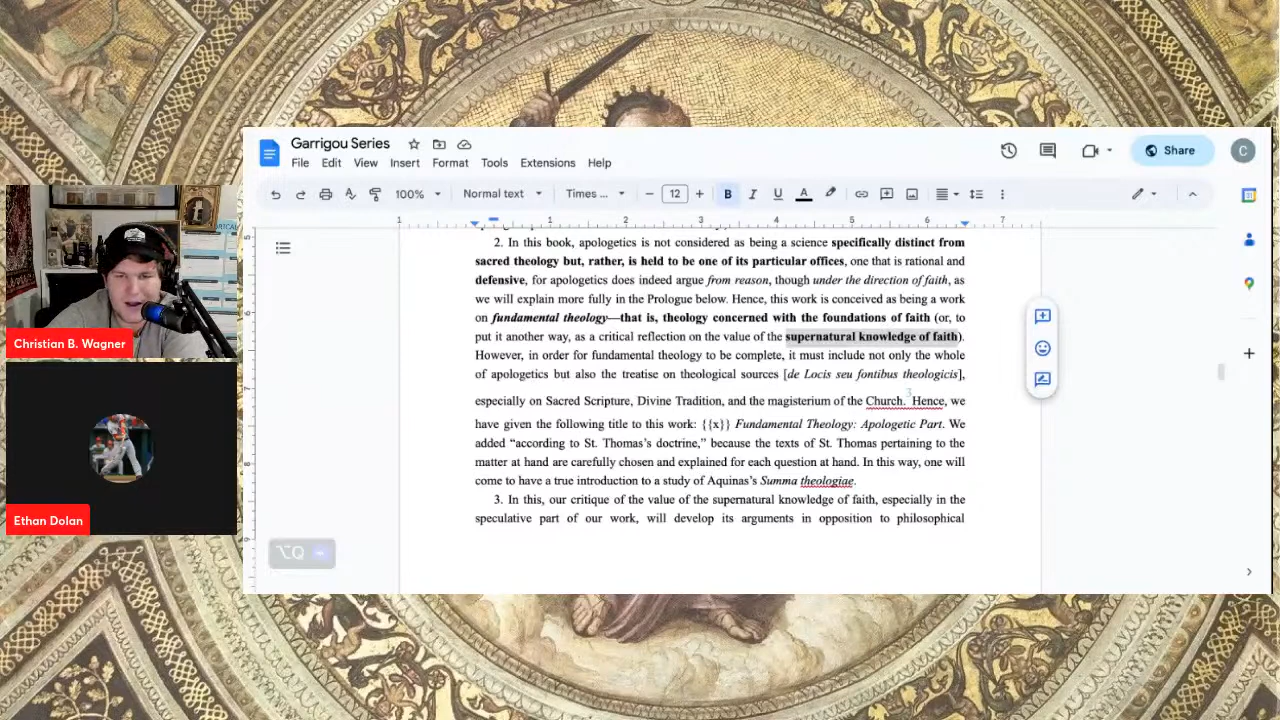 Garrigou Series
File Edit View Insert Format Tools Extensions Help
Share
C
100% Normal text Times ... 12 B I U A
1 1 2 3 4 5 6 7
2. In this book, apologetics is not considered as being a science specifically distinct from
sacred theology but, rather, is held to be one of its particular offices, one that is rational and
defensive, for apologetics does indeed argue from reason, though under the direction of faith, as
we will explain more fully in the Prologue below. Hence, this work is conceived as being a work
on fundamental theology—that is, theology concerned with the foundations of faith (or, to
put it another way, as a critical reflection on the value of the supernatural knowledge of faith).
However, in order for fundamental theology to be complete, it must include not only the whole
of apologetics but also the treatise on theological sources [de Locis seu fontibus theologicis],
especially on Sacred Scripture, Divine Tradition, and the magisterium of the Church. Hence, we
have given the following title to this work: {{x}} Fundamental Theology: Apologetic Part. We
added “according to St. Thomas’s doctrine,” because the texts of St. Thomas pertaining to the
matter at hand are carefully chosen and explained for each question at hand. In this way, one will
come to have a true introduction to a study of Aquinas’s Summa theologiae.
3. In this, our critique of the value of the supernatural knowledge of faith, especially in the
speculative part of our work, will develop its arguments in opposition to philosophical
⌥Q
Christian B. Wagner
Ethan Dolan